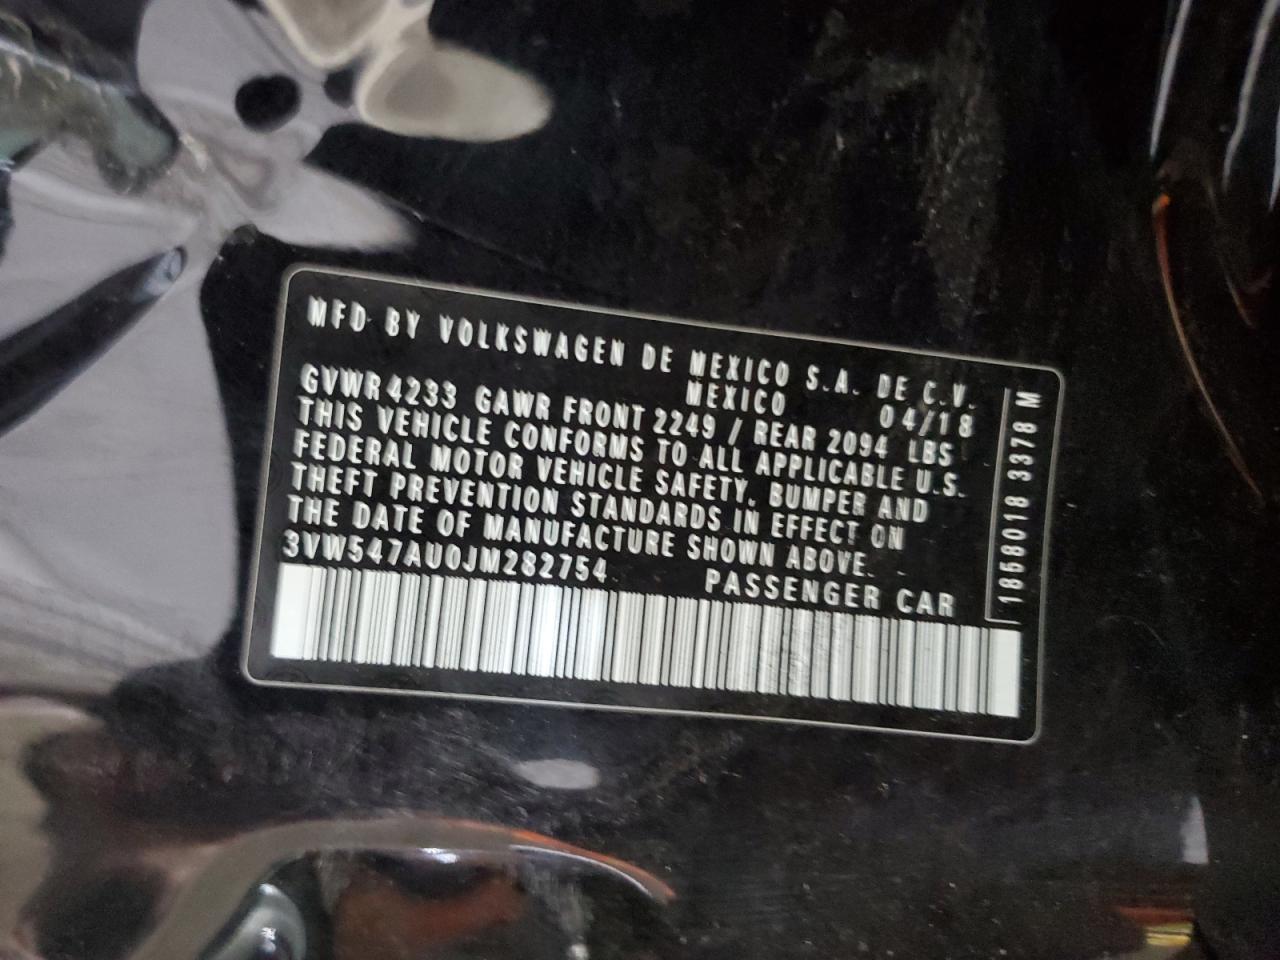 MFD BY VOLKSWAGEN DE MEXICO S.A. DE C.V.
MEXICO 04/18
GVWR 4233 GAWR FRONT 2249 / REAR 2094 LBS
THIS VEHICLE CONFORMS TO ALL APPLICABLE U.S.
FEDERAL MOTOR VEHICLE SAFETY, BUMPER AND
THEFT PREVENTION STANDARDS IN EFFECT ON
THE DATE OF MANUFACTURE SHOWN ABOVE.
3VW547AU0JM282754 PASSENGER CAR
1858018 3378 M